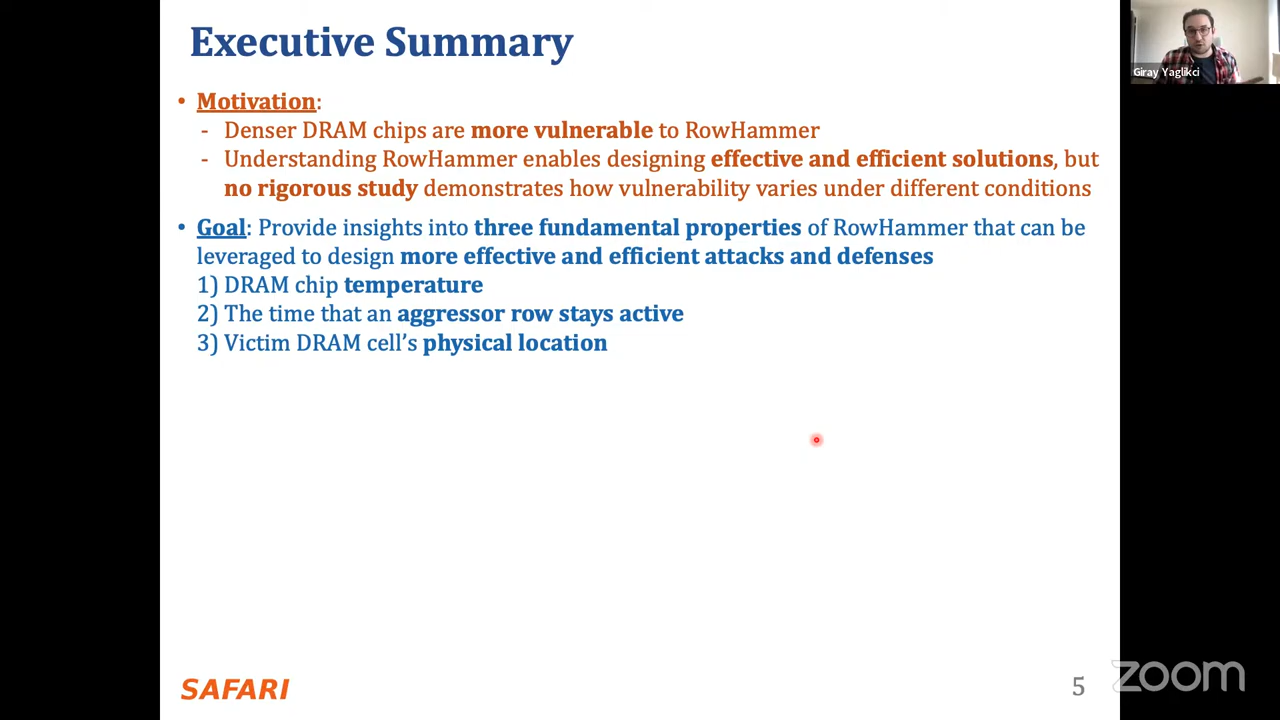 Executive Summary
Giray Yaglikci
• Motivation:
- Denser DRAM chips are more vulnerable to RowHammer
- Understanding RowHammer enables designing effective and efficient solutions, but
no rigorous study demonstrates how vulnerability varies under different conditions
• Goal: Provide insights into three fundamental properties of RowHammer that can be
leveraged to design more effective and efficient attacks and defenses
1) DRAM chip temperature
2) The time that an aggressor row stays active
3) Victim DRAM cell’s physical location
SAFARI
5
zoom